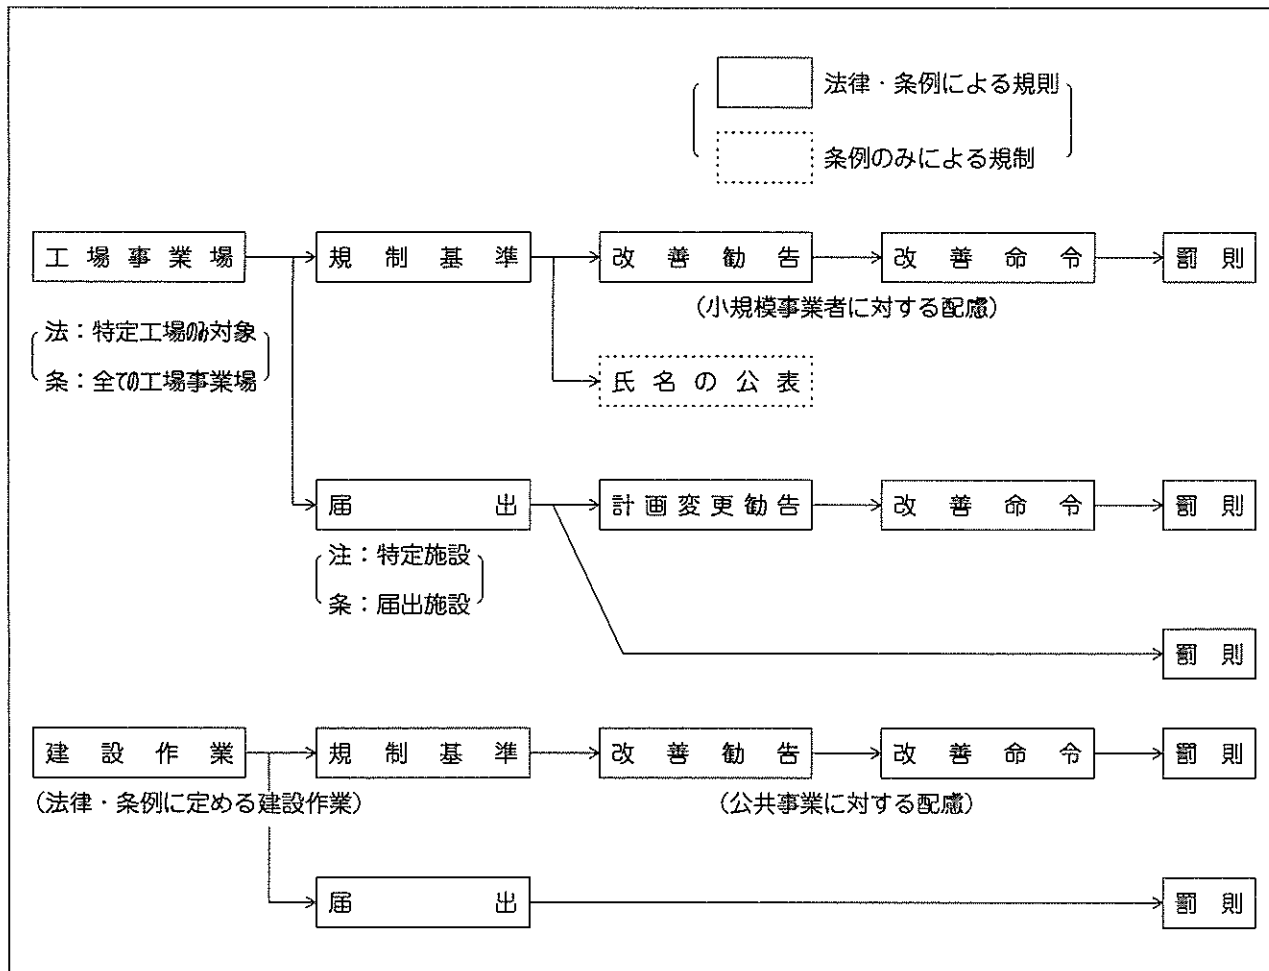 法律・条例による規則
条例のみによる規制
工場事業場 規制基準 改善勧告 改善命令 罰則
(小規模事業者に対する配慮)
法：特定工場のみ対象
条：全ての工場事業場
氏名の公表
届出 計画変更勧告 改善命令 罰則
注：特定施設
条：届出施設
罰則
建設作業 規制基準 改善勧告 改善命令 罰則
(法律・条例に定める建設作業) (公共事業に対する配慮)
届出 罰則